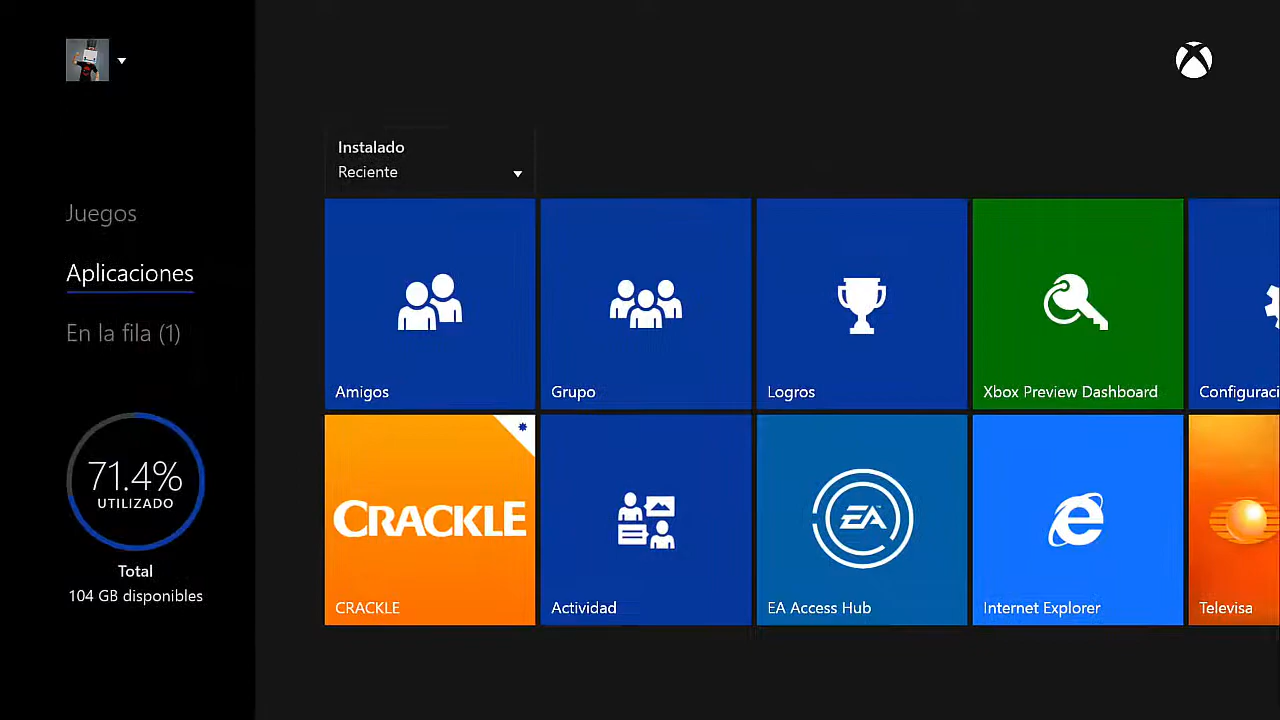 Juegos
Aplicaciones
En la fila (1)
71.4%
UTILIZADO
Total
104 GB disponibles
Instalado
Reciente
Amigos
Grupo
Logros
Xbox Preview Dashboard
Configuraci
CRACKLE
CRACKLE
Actividad
EA
EA Access Hub
Internet Explorer
Televisa